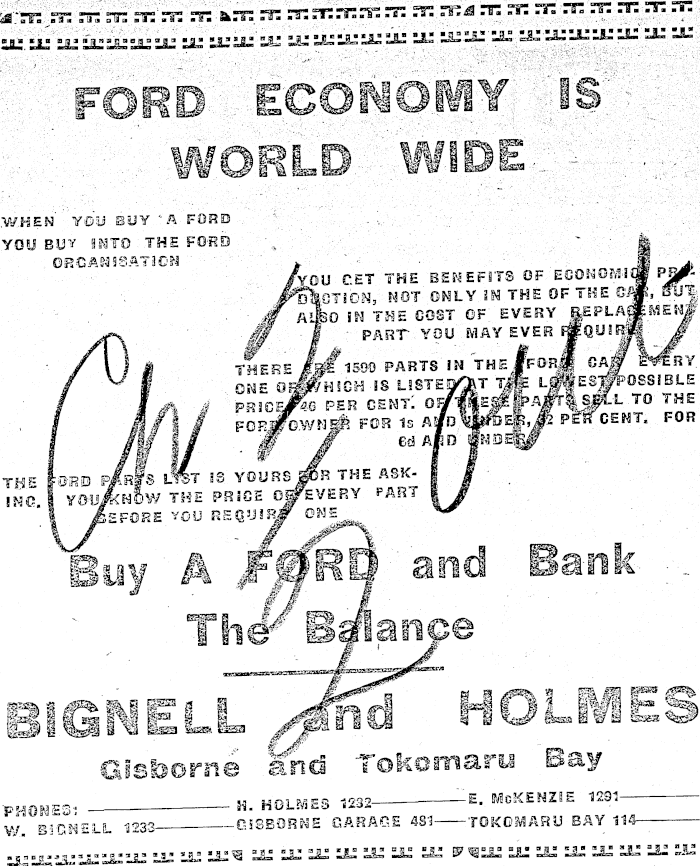 FORD ECONOMY IS
WORLD WIDE
WHEN YOU BUY A FORD
YOU BUY INTO THE FORD
ORGANISATION
YOU GET THE BENEFITS OF ECONOMIC PRO-
DUCTION, NOT ONLY IN THE OF THE CAR, BUT
ALSO IN THE COST OF EVERY REPLACEMENT
PART YOU MAY EVER REQUIRE
THERE ARE 1500 PARTS IN THE FORD CAR EVERY
ONE OF WHICH IS LISTED AT THE LOWEST POSSIBLE
PRICE 46 PER CENT. OF THESE PARTS SELL TO THE
FORD OWNER FOR 1s AND UNDER, 32 PER CENT. FOR
6d AND UNDER
THE FORD PARTS LIST IS YOURS FOR THE ASK-
ING. YOU KNOW THE PRICE OF EVERY PART
BEFORE YOU REQUIRE ONE
Buy A FORD and Bank
The Balance
BIGNELL and HOLMES
Gisborne and Tokomaru Bay
PHONES: H. HOLMES 1232 E. McKENZIE 1291
W. BIGNELL 1233 GISBORNE GARAGE 481 TOKOMARU BAY 114